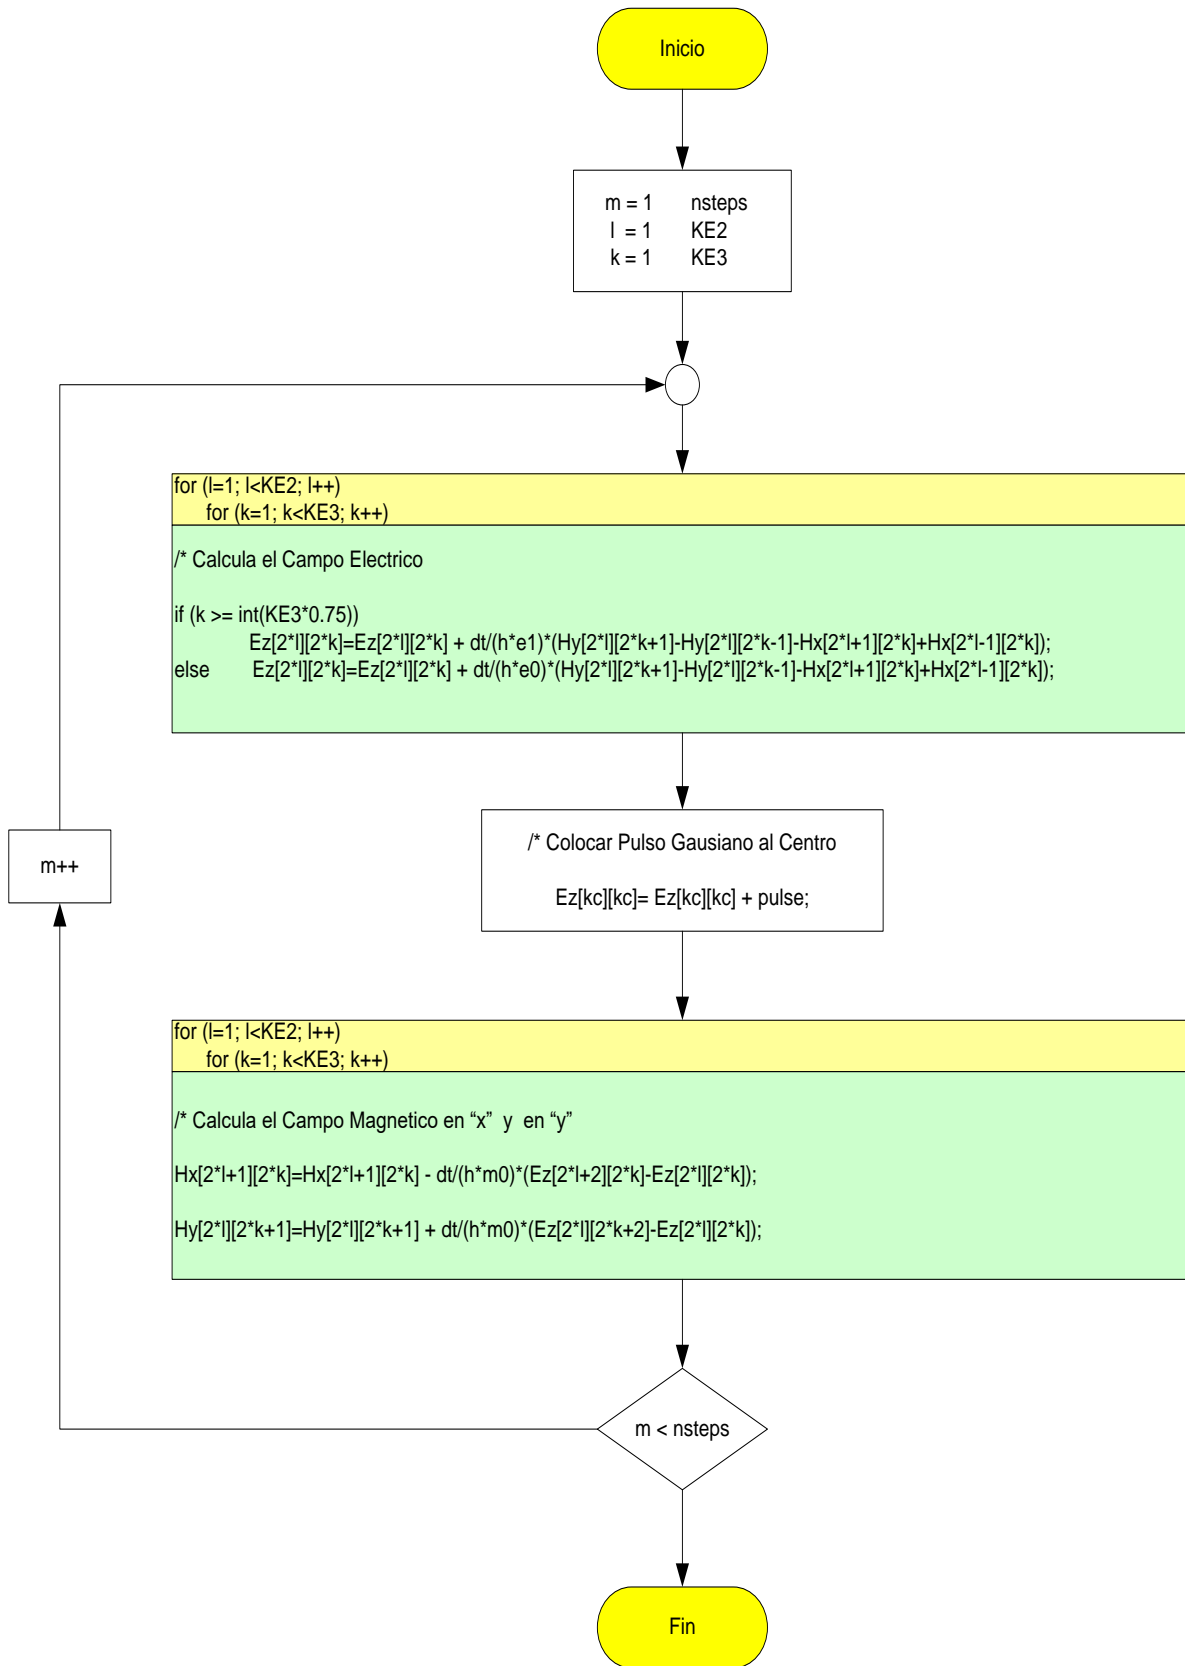 Inicio
m = 1 nsteps
l = 1 KE2
k = 1 KE3
for (l=1; l<KE2; l++)
for (k=1; k<KE3; k++)
/* Calcula el Campo Electrico
if (k >= int(KE3*0.75))
Ez[2*l][2*k]=Ez[2*l][2*k] + dt/(h*e1)*(Hy[2*l][2*k+1]-Hy[2*l][2*k-1]-Hx[2*l+1][2*k]+Hx[2*l-1][2*k]);
else Ez[2*l][2*k]=Ez[2*l][2*k] + dt/(h*e0)*(Hy[2*l][2*k+1]-Hy[2*l][2*k-1]-Hx[2*l+1][2*k]+Hx[2*l-1][2*k]);
/* Colocar Pulso Gausiano al Centro
Ez[kc][kc]= Ez[kc][kc] + pulse;
m++
for (l=1; l<KE2; l++)
for (k=1; k<KE3; k++)
/* Calcula el Campo Magnetico en “x” y en “y”
Hx[2*l+1][2*k]=Hx[2*l+1][2*k] - dt/(h*m0)*(Ez[2*l+2][2*k]-Ez[2*l][2*k]);
Hy[2*l][2*k+1]=Hy[2*l][2*k+1] + dt/(h*m0)*(Ez[2*l][2*k+2]-Ez[2*l][2*k]);
m < nsteps
Fin